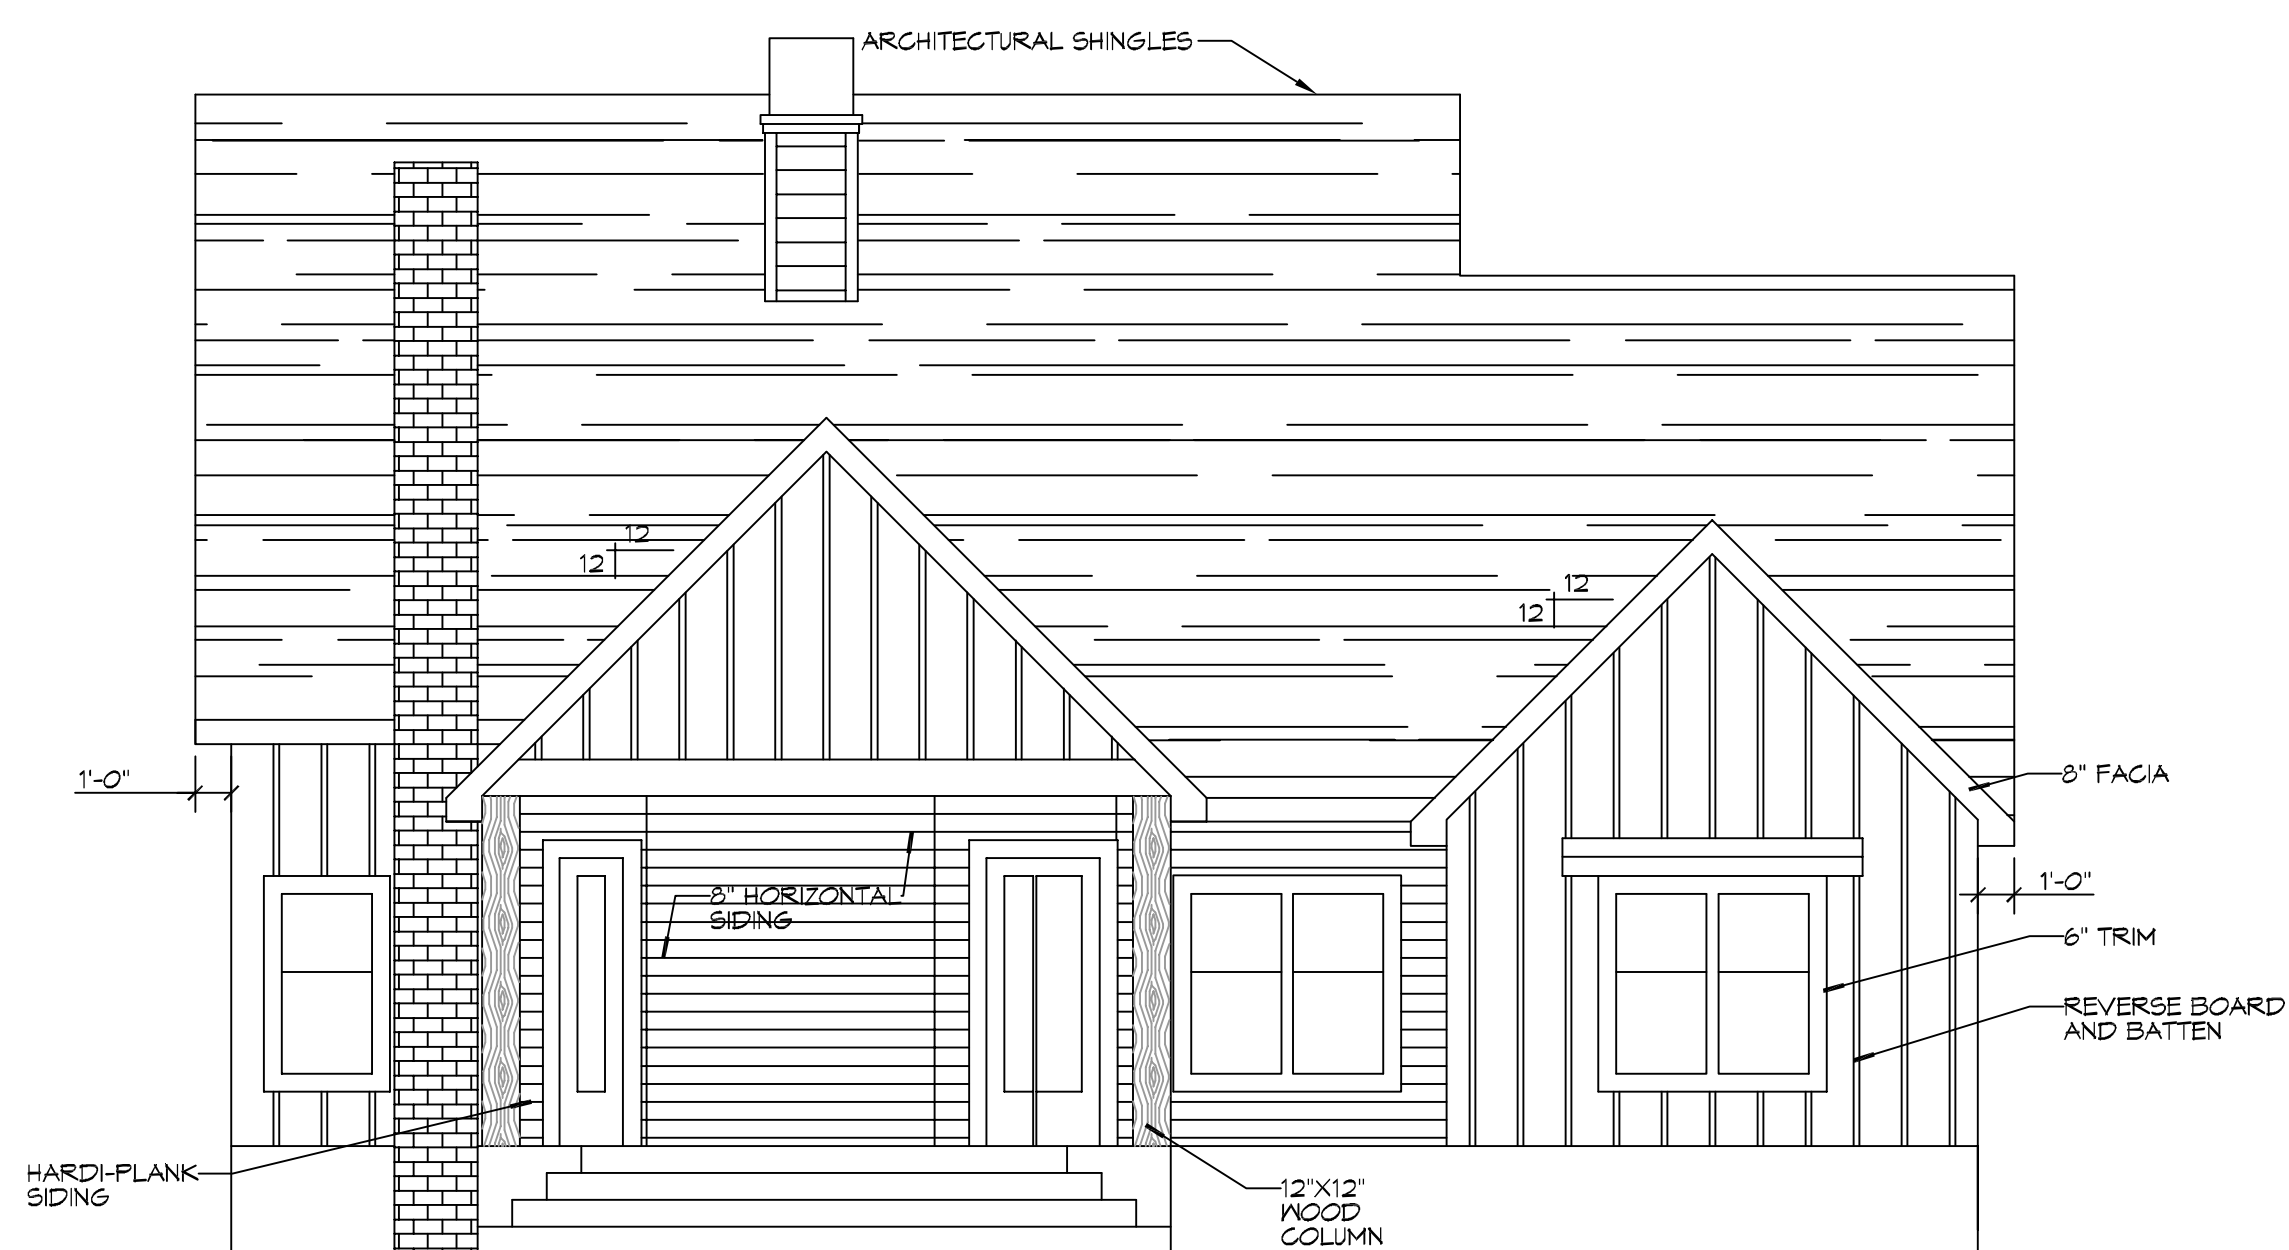 ARCHITECTURAL SHINGLES
12
12
12
12
1'-0"
8" FACIA
1'-0"
8" HORIZONTAL
SIDING
6" TRIM
REVERSE BOARD
AND BATTEN
HARDI-PLANK
SIDING
12"X12"
WOOD
COLUMN